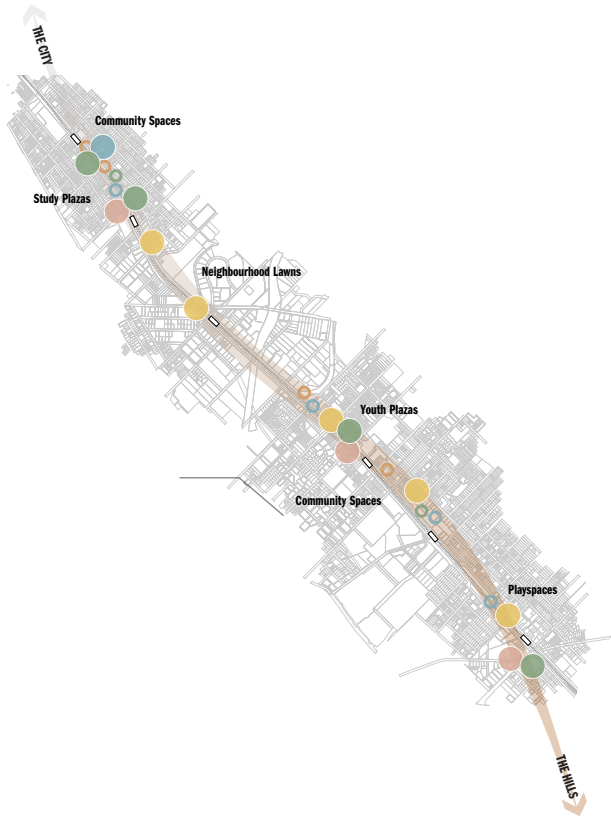 THE CITY
Community Spaces
Study Plazas
Neighbourhood Lawns
Youth Plazas
Community Spaces
Playspaces
THE HILLS